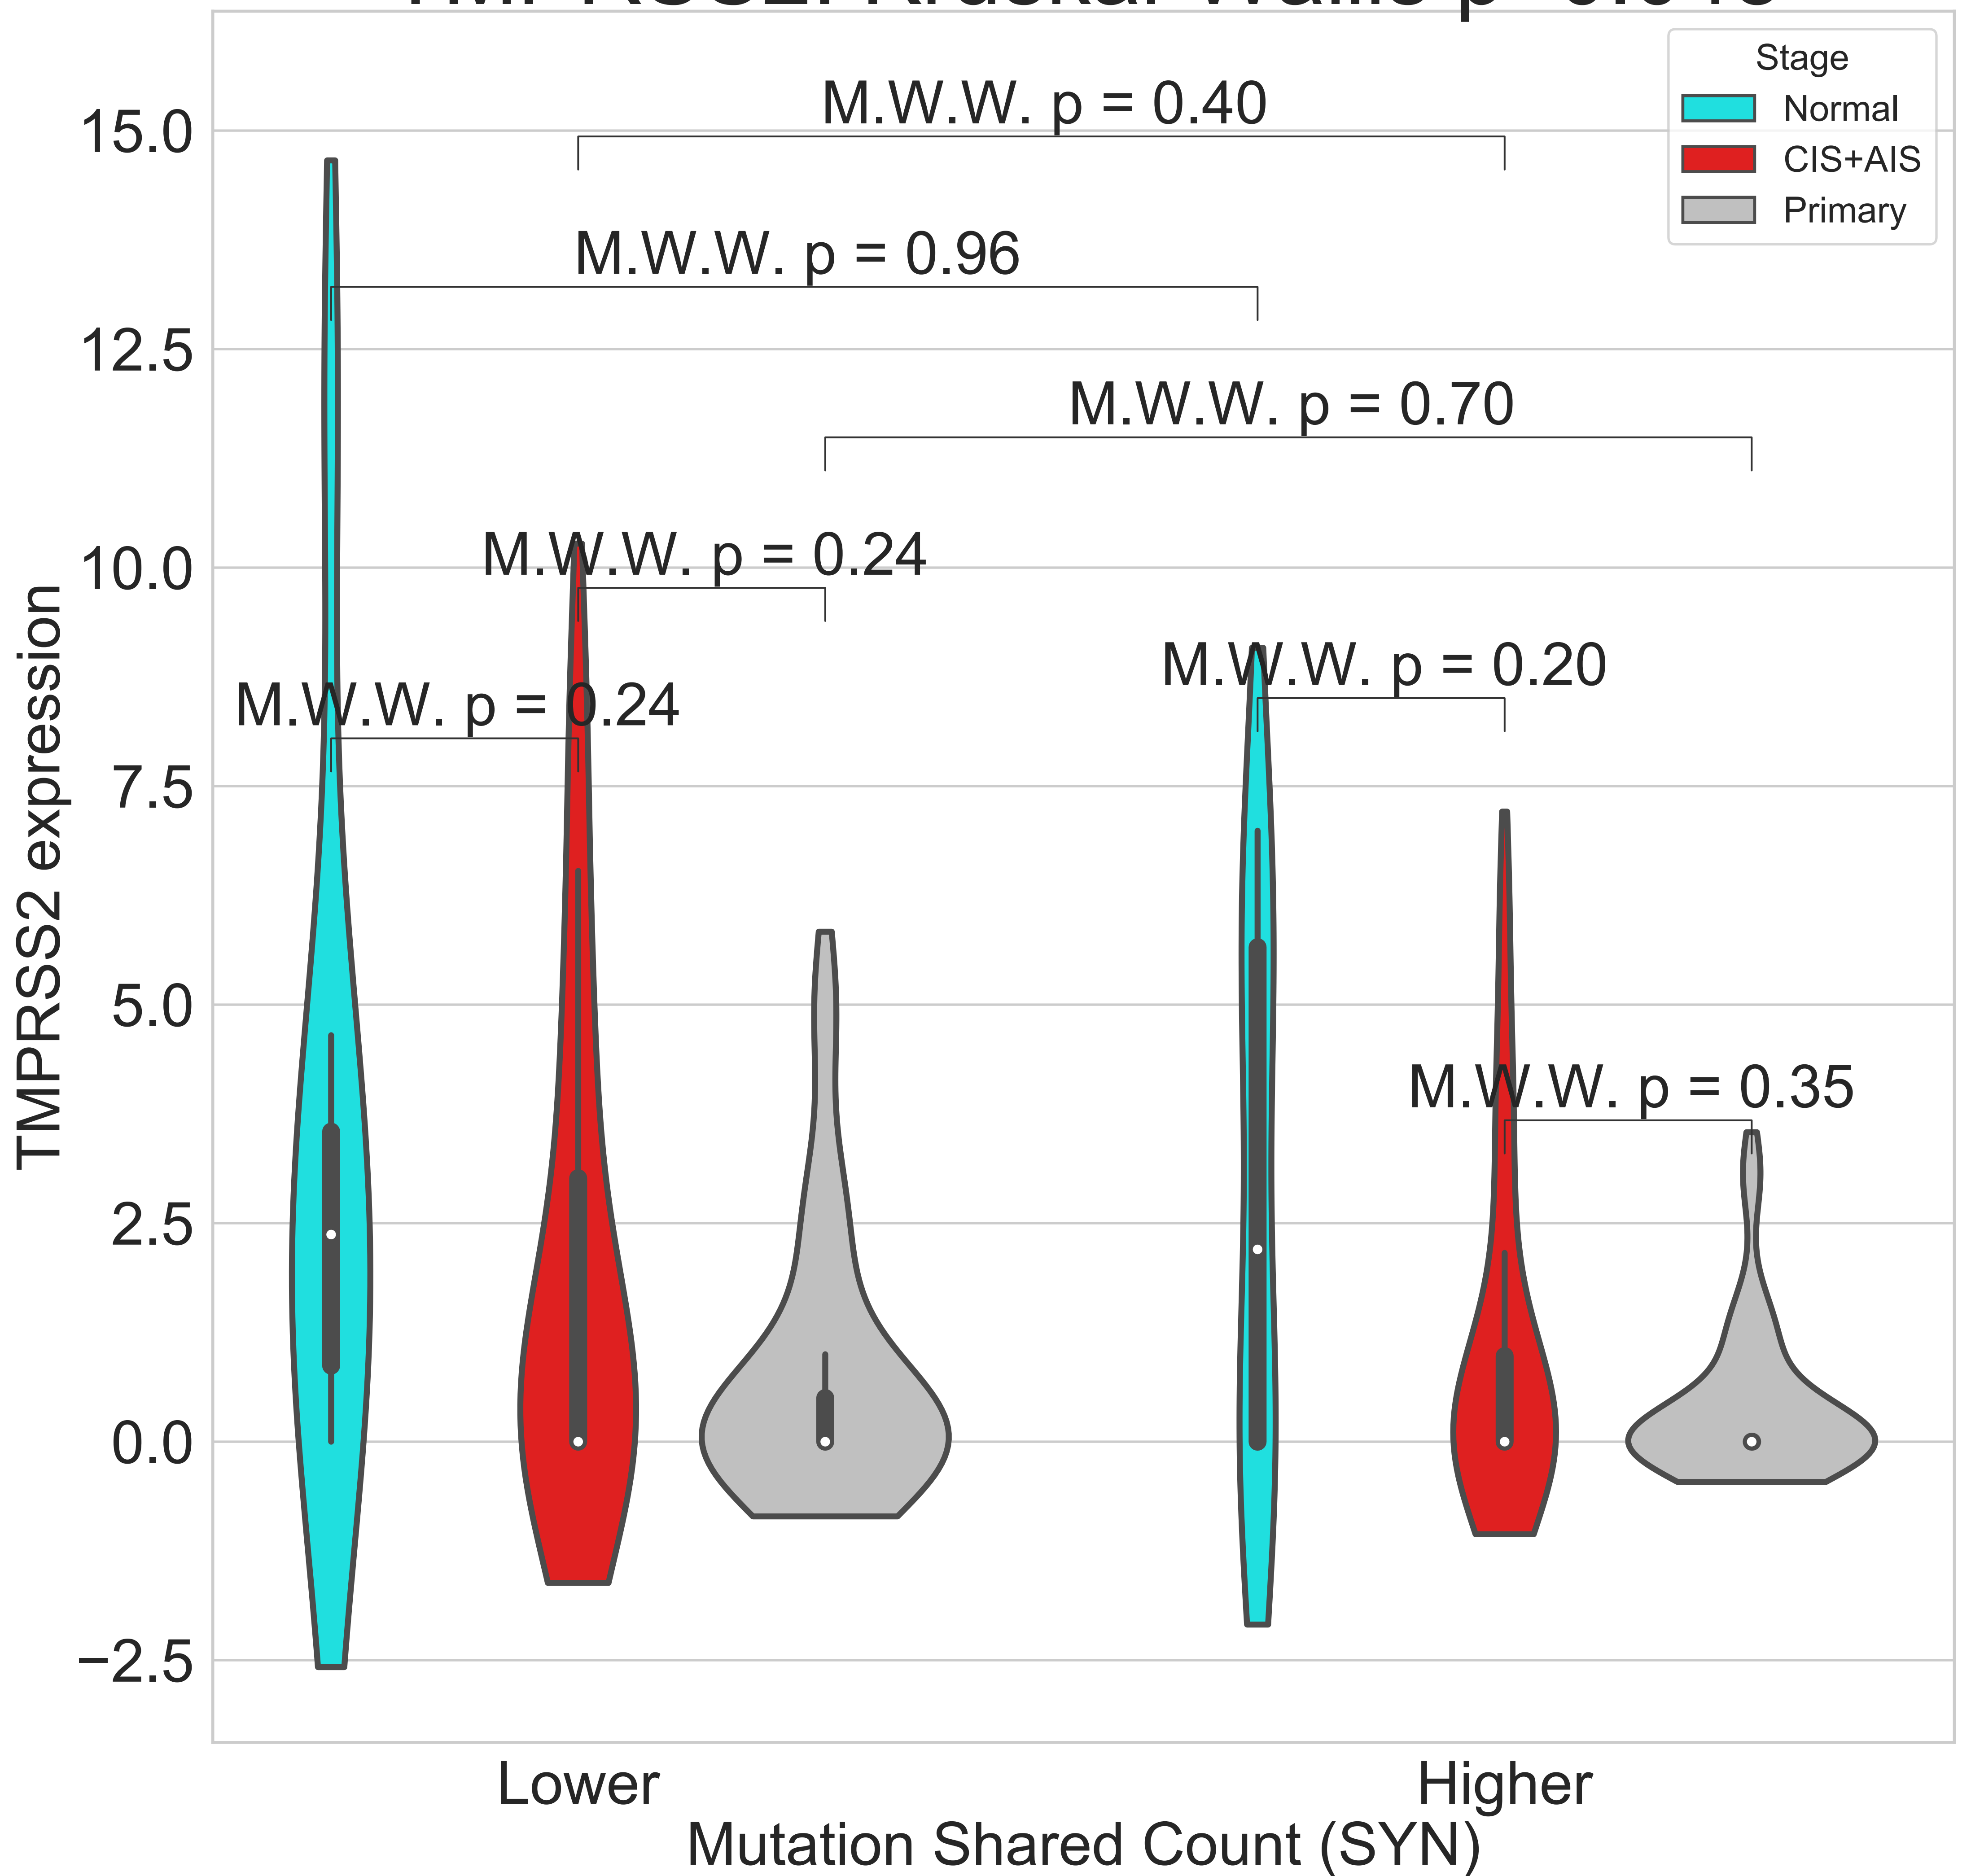 Stage
Normal
CIS+AIS
Primary
M.W.W. p = 0.40
M.W.W. p = 0.96
M.W.W. p = 0.70
M.W.W. p = 0.24
M.W.W. p = 0.20
M.W.W. p = 0.24
M.W.W. p = 0.35
15.0
12.5
10.0
7.5
5.0
2.5
0.0
−2.5
TMPRSS2 expression
Lower
Higher
Mutation Shared Count (SYN)